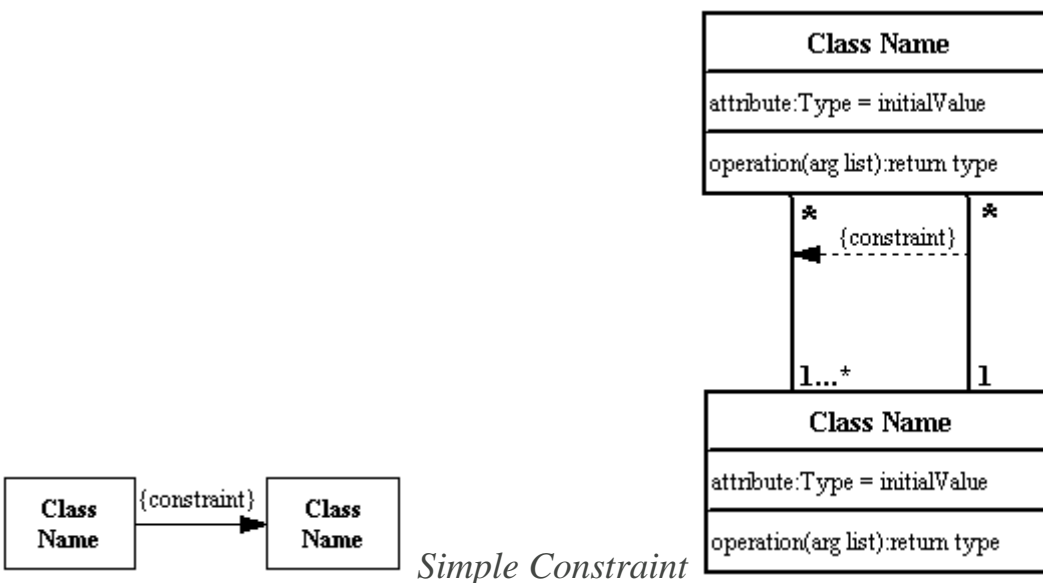 Class Name
attribute:Type = initialValue
operation(arg list):return type
* *
{constraint}
1...* 1
Class Name
attribute:Type = initialValue
operation(arg list):return type
Class
Name
{constraint}
Class
Name
Simple Constraint